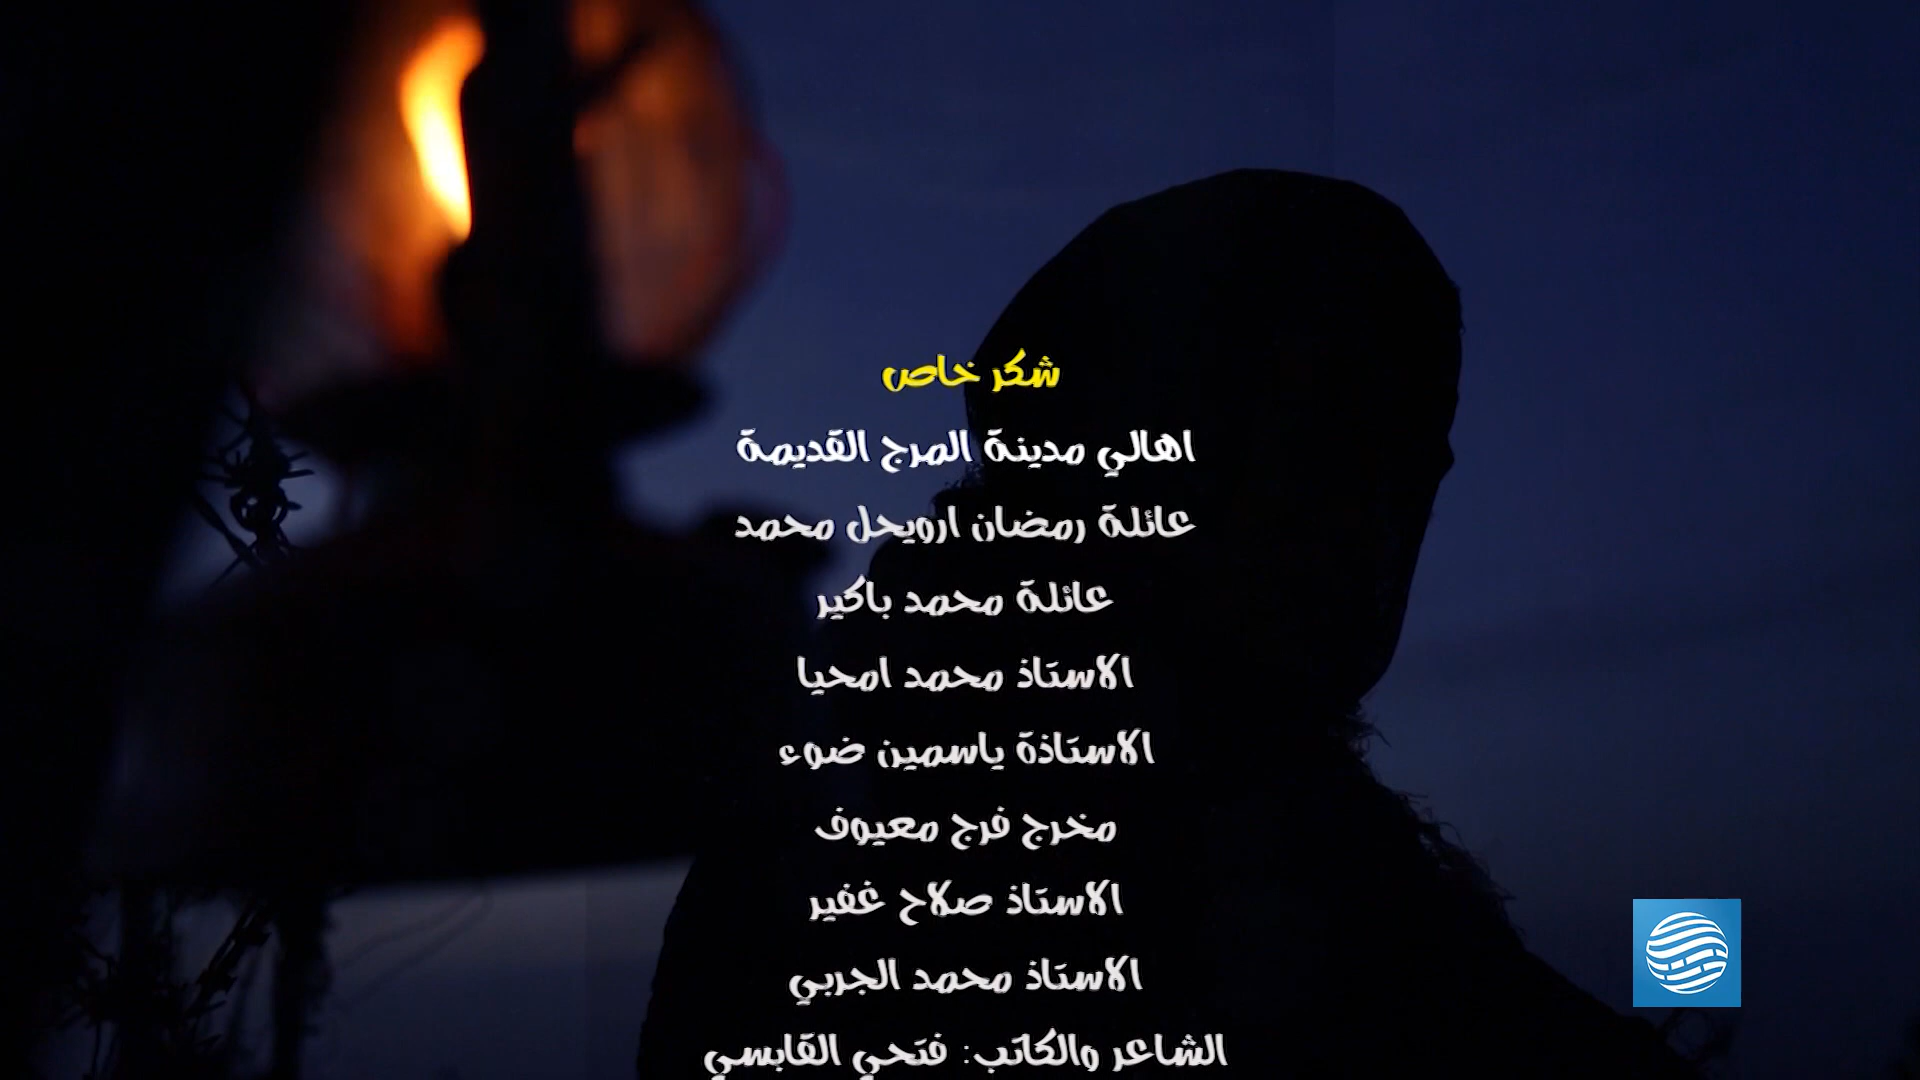 شكر خاص
اهالي مدينة المرج القديمة
عائلة رمضان ارويحل محمد
عائلة محمد باكير
الاستاذ محمد امحيا
الاستاذة ياسمين ضوء
مخرج فرج معيوف
الاستاذ صلاح غفير
الاستاذ محمد الجربي
الشاعر والكاتب: فتحي القابسي